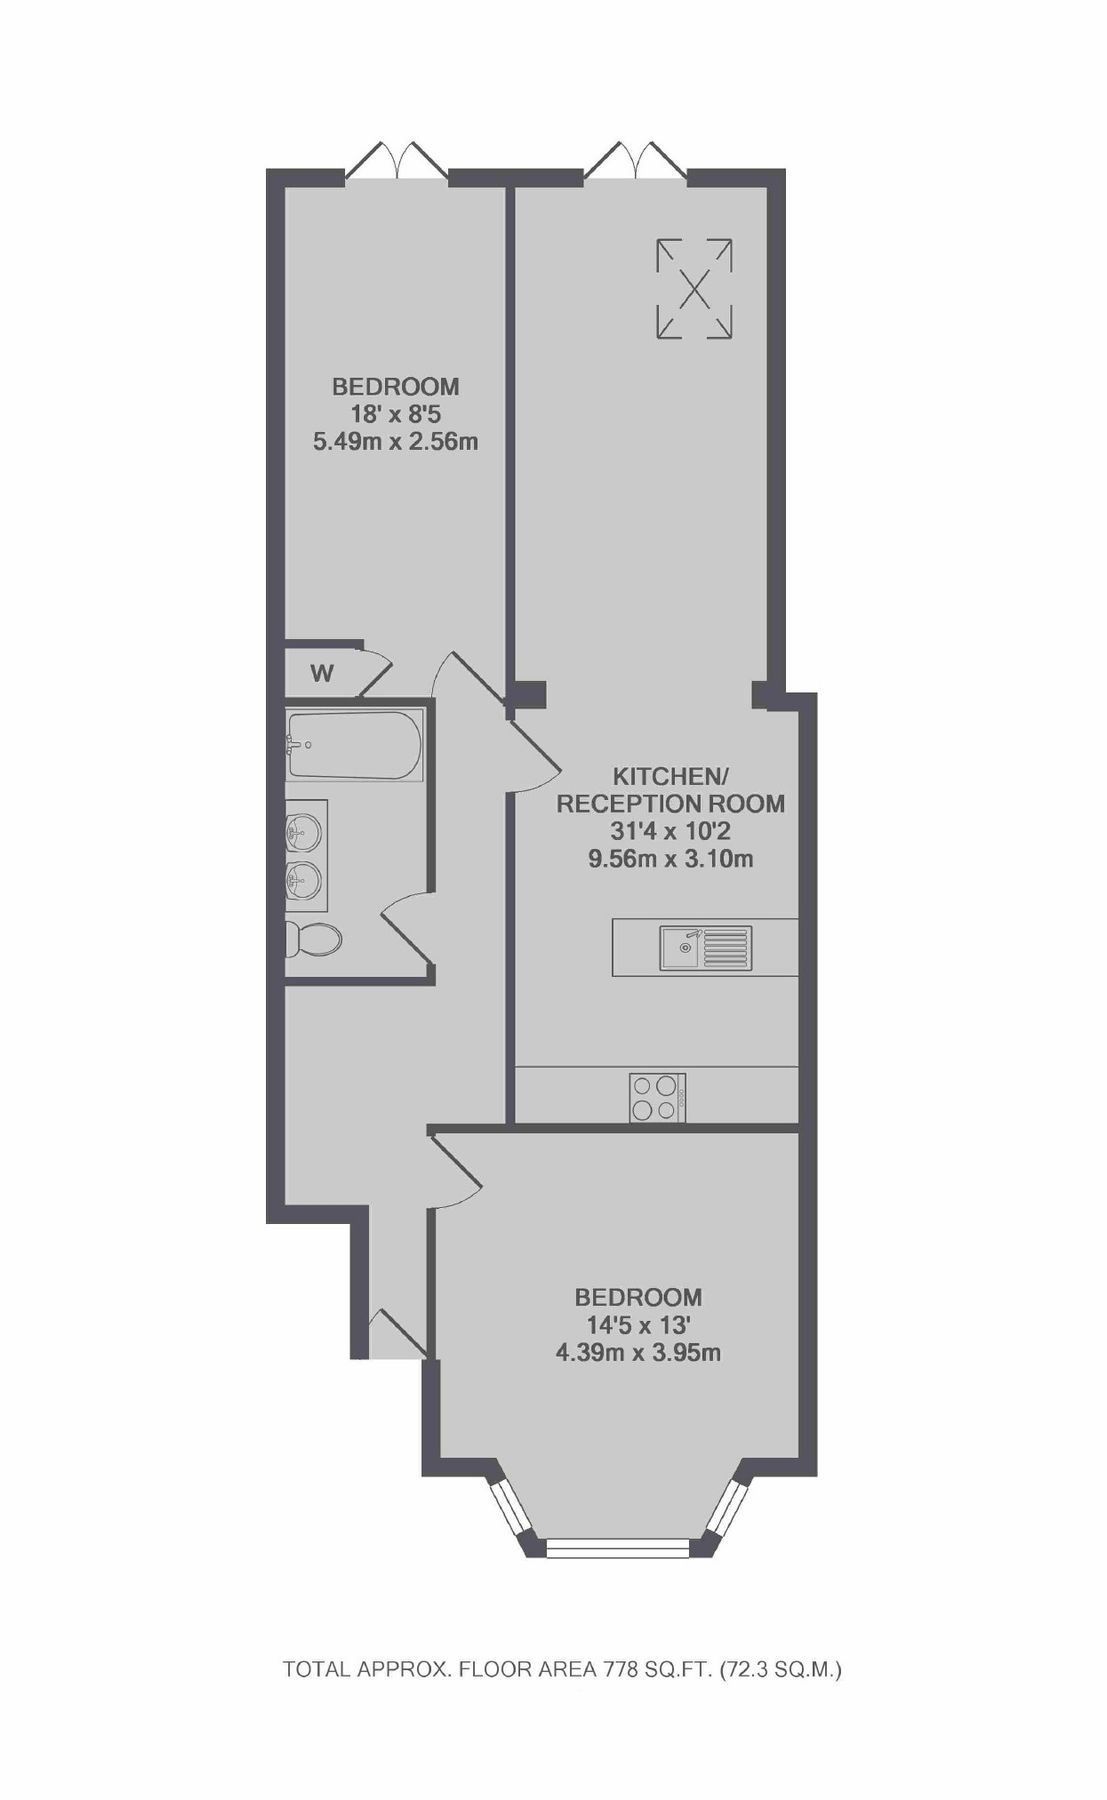 BEDROOM
18' x 8'5
5.49m x 2.56m
W
KITCHEN/
RECEPTION ROOM
31'4 x 10'2
9.56m x 3.10m
BEDROOM
14'5 x 13'
4.39m x 3.95m
TOTAL APPROX. FLOOR AREA 778 SQ.FT. (72.3 SQ.M.)